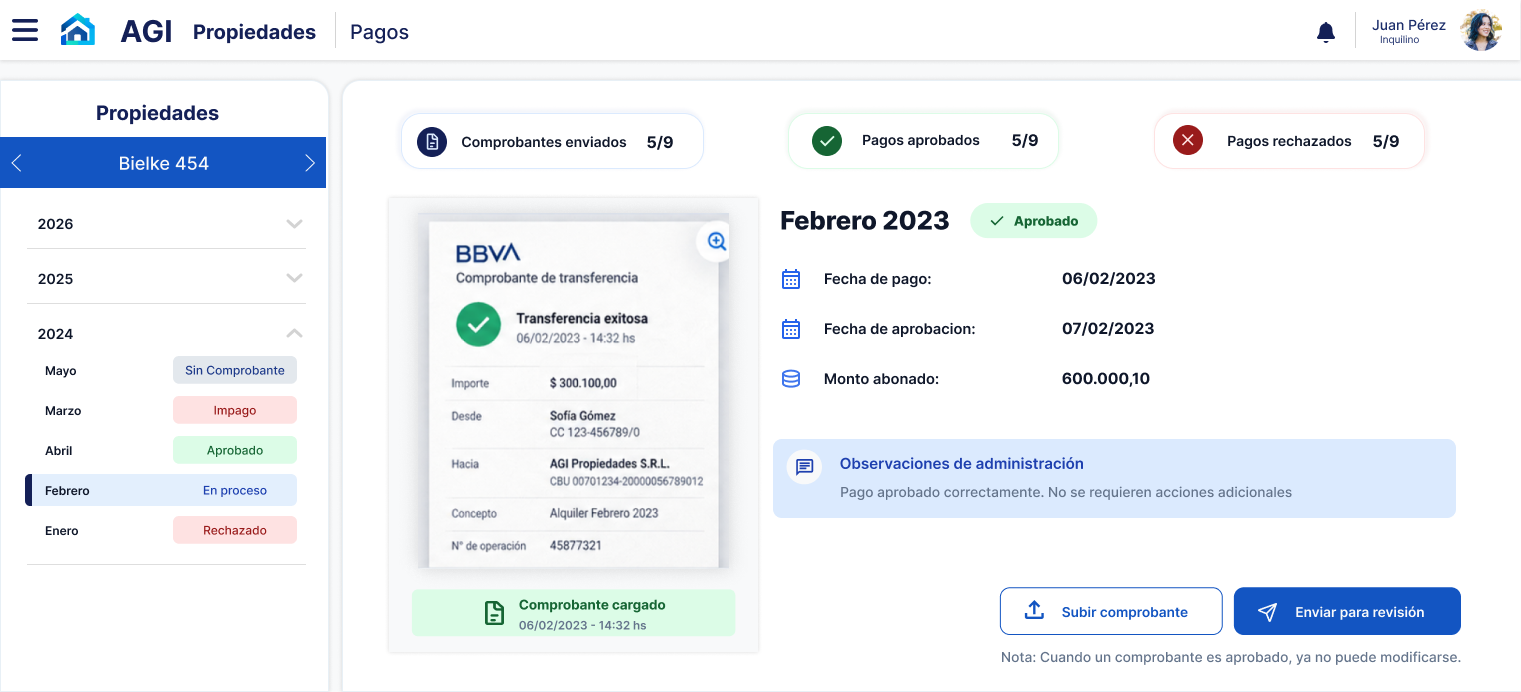 AGI Propiedades Pagos
Juan Pérez
Inquilino
Propiedades
Bielke 454
2026
2025
2024
Mayo Sin Comprobante
Marzo Impago
Abril Aprobado
Febrero En proceso
Enero Rechazado
Comprobantes enviados 5/9
Pagos aprobados 5/9
Pagos rechazados 5/9
BBVA
Comprobante de transferencia
Transferencia exitosa
06/02/2023 - 14:32 hs
Importe $ 300.100,00
Desde Sofía Gómez
CC 123-456789/0
Hacia AGI Propiedades S.R.L.
CBU 00701234-20000056789012
Concepto Alquiler Febrero 2023
N° de operación 45877321
Comprobante cargado
06/02/2023 - 14:32 hs
Febrero 2023 Aprobado
Fecha de pago: 06/02/2023
Fecha de aprobacion: 07/02/2023
Monto abonado: 600.000,10
Observaciones de administración
Pago aprobado correctamente. No se requieren acciones adicionales
Subir comprobante
Enviar para revisión
Nota: Cuando un comprobante es aprobado, ya no puede modificarse.